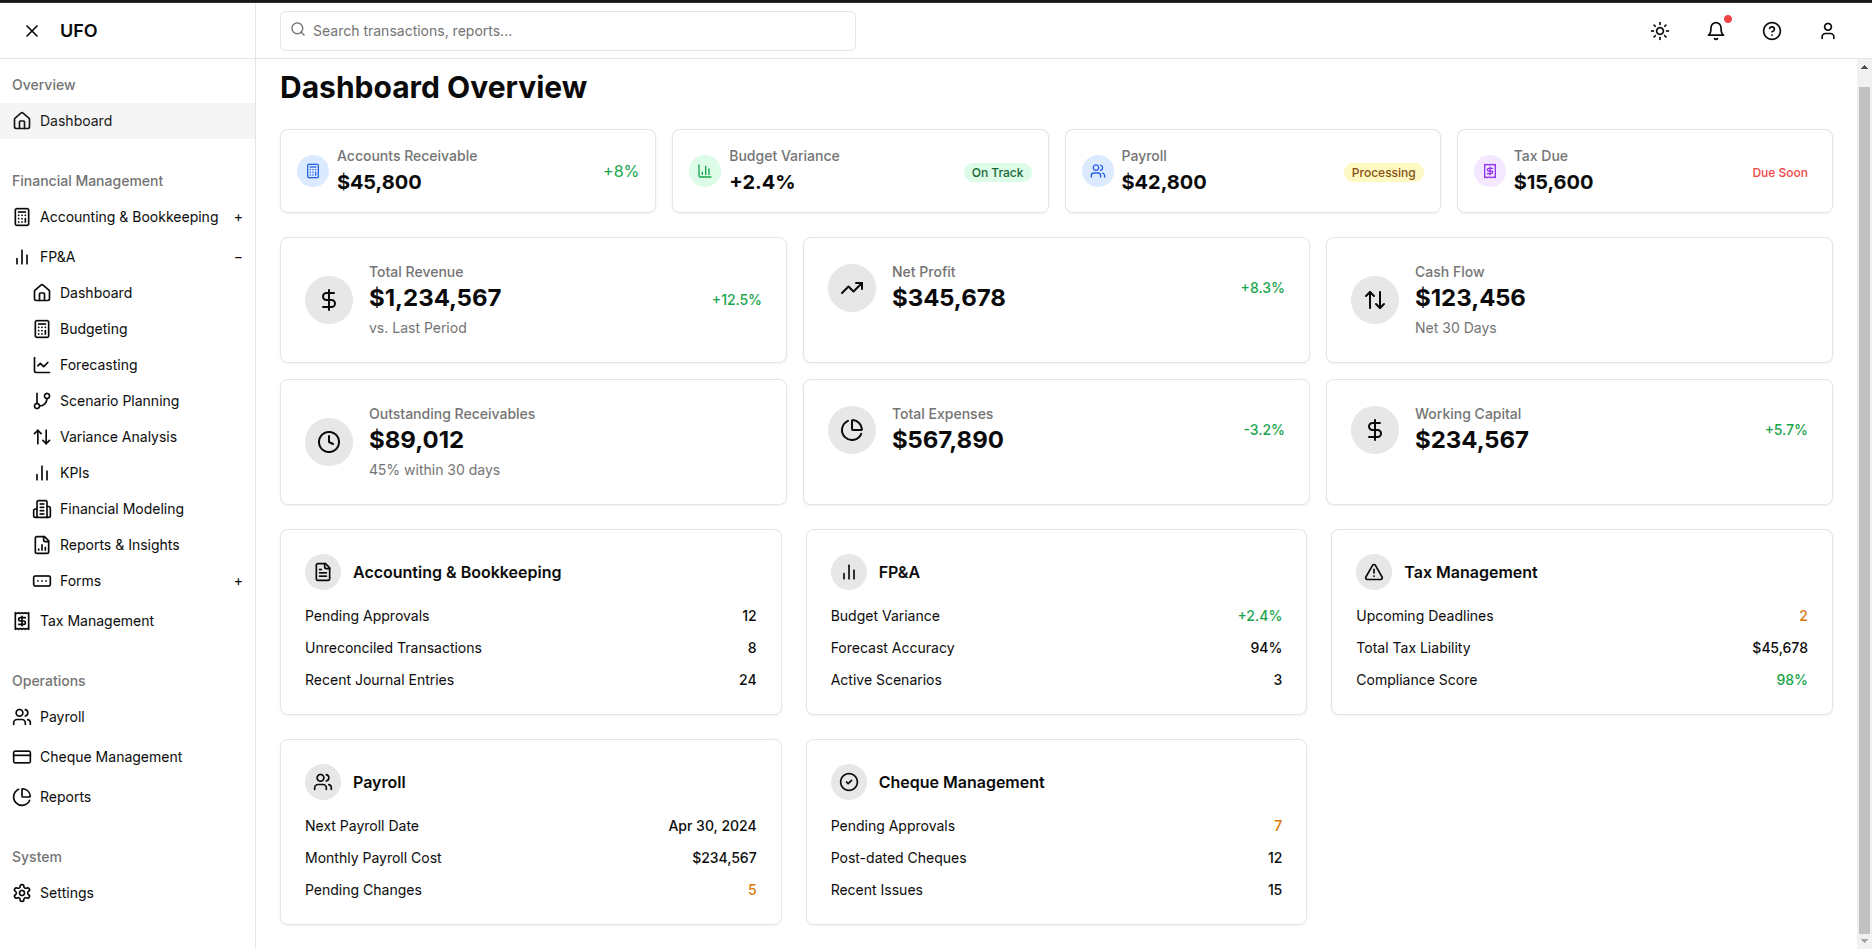 UFO
Search transactions, reports...
Overview
Dashboard
Financial Management
Accounting & Bookkeeping +
FP&A −
Dashboard
Budgeting
Forecasting
Scenario Planning
Variance Analysis
KPIs
Financial Modeling
Reports & Insights
Forms +
Tax Management
Operations
Payroll
Cheque Management
Reports
System
Settings
Dashboard Overview
Accounts Receivable
$45,800
+8%
Budget Variance
+2.4%
On Track
Payroll
$42,800
Processing
Tax Due
$15,600
Due Soon
Total Revenue
$1,234,567
vs. Last Period
+12.5%
Net Profit
$345,678
+8.3%
Cash Flow
$123,456
Net 30 Days
Outstanding Receivables
$89,012
45% within 30 days
Total Expenses
$567,890
-3.2%
Working Capital
$234,567
+5.7%
Accounting & Bookkeeping
Pending Approvals 12
Unreconciled Transactions 8
Recent Journal Entries 24
FP&A
Budget Variance +2.4%
Forecast Accuracy 94%
Active Scenarios 3
Tax Management
Upcoming Deadlines 2
Total Tax Liability $45,678
Compliance Score 98%
Payroll
Next Payroll Date Apr 30, 2024
Monthly Payroll Cost $234,567
Pending Changes 5
Cheque Management
Pending Approvals 7
Post-dated Cheques 12
Recent Issues 15